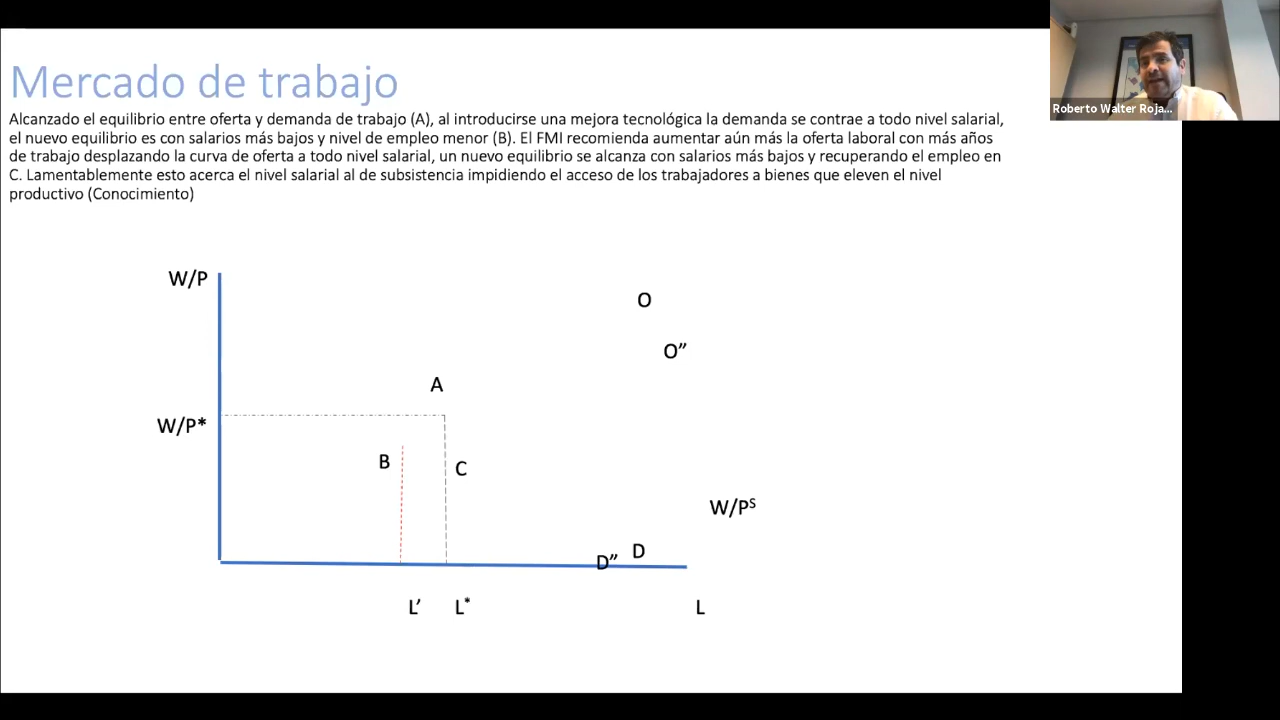 Mercado de trabajo
Roberto Walter Roja...
Alcanzado el equilibrio entre oferta y demanda de trabajo (A), al introducirse una mejora tecnológica la demanda se contrae a todo nivel salarial,
el nuevo equilibrio es con salarios más bajos y nivel de empleo menor (B). El FMI recomienda aumentar aún más la oferta laboral con más años
de trabajo desplazando la curva de oferta a todo nivel salarial, un nuevo equilibrio se alcanza con salarios más bajos y recuperando el empleo en
C. Lamentablemente esto acerca el nivel salarial al de subsistencia impidiendo el acceso de los trabajadores a bienes que eleven el nivel
productivo (Conocimiento)
W/P
O
O”
A
W/P*
B
C
W/Pˢ
D
D”
L’
L*
L